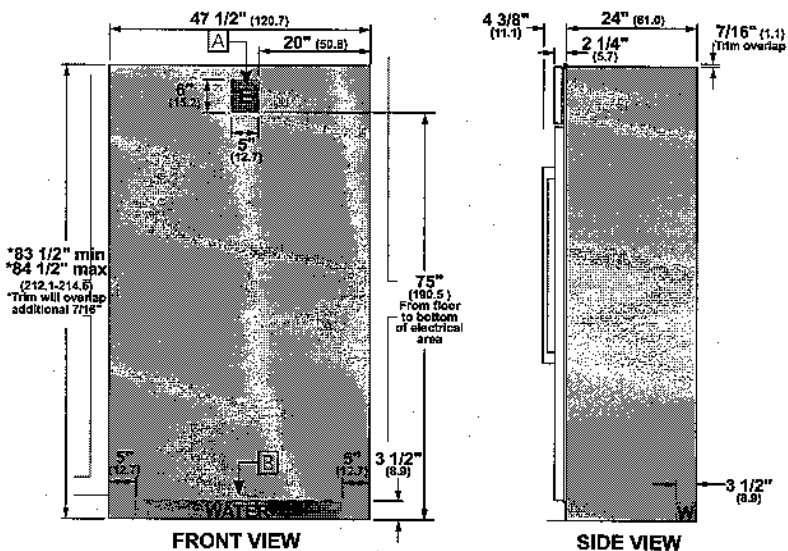 47 1/2" (120.7)
A
20" (50.8)
6"
(15.2)
E
5"
(12.7)
*83 1/2" min
*84 1/2" max
(212.1-214.6)
*Trim will overlap
additional 7/16"
75"
(190.5)
From floor
to bottom
of electrical
area
5"
(12.7)
B
5"
(12.7)
3 1/2"
(8.9)
WATER
FRONT VIEW
4 3/8"
(11.1)
24" (61.0)
2 1/4"
(5.7)
7/16" (1.1)
Trim overlap
3 1/2"
(8.9)
W
SIDE VIEW